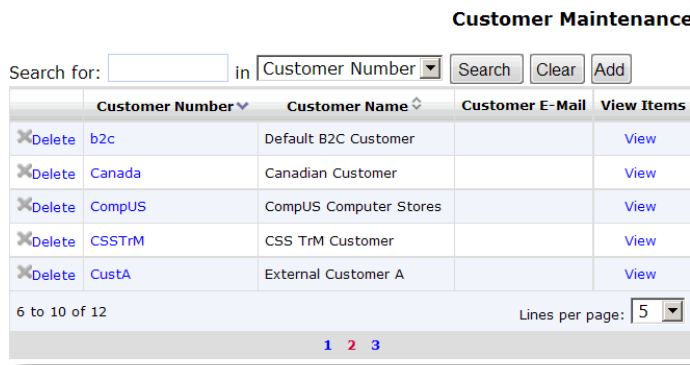 Customer Maintenance
Search for: in Customer Number Search Clear Add
Customer Number Customer Name Customer E-Mail View Items
Delete b2c Default B2C Customer View
Delete Canada Canadian Customer View
Delete CompUS CompUS Computer Stores View
Delete CSSTrM CSS TrM Customer View
Delete CustA External Customer A View
6 to 10 of 12 Lines per page: 5
1 2 3